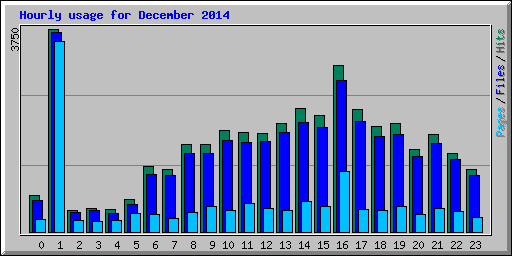 Hourly usage for December 2014
3750
Pages/Files/Hits
0 1 2 3 4 5 6 7 8 9 10 11 12 13 14 15 16 17 18 19 20 21 22 23